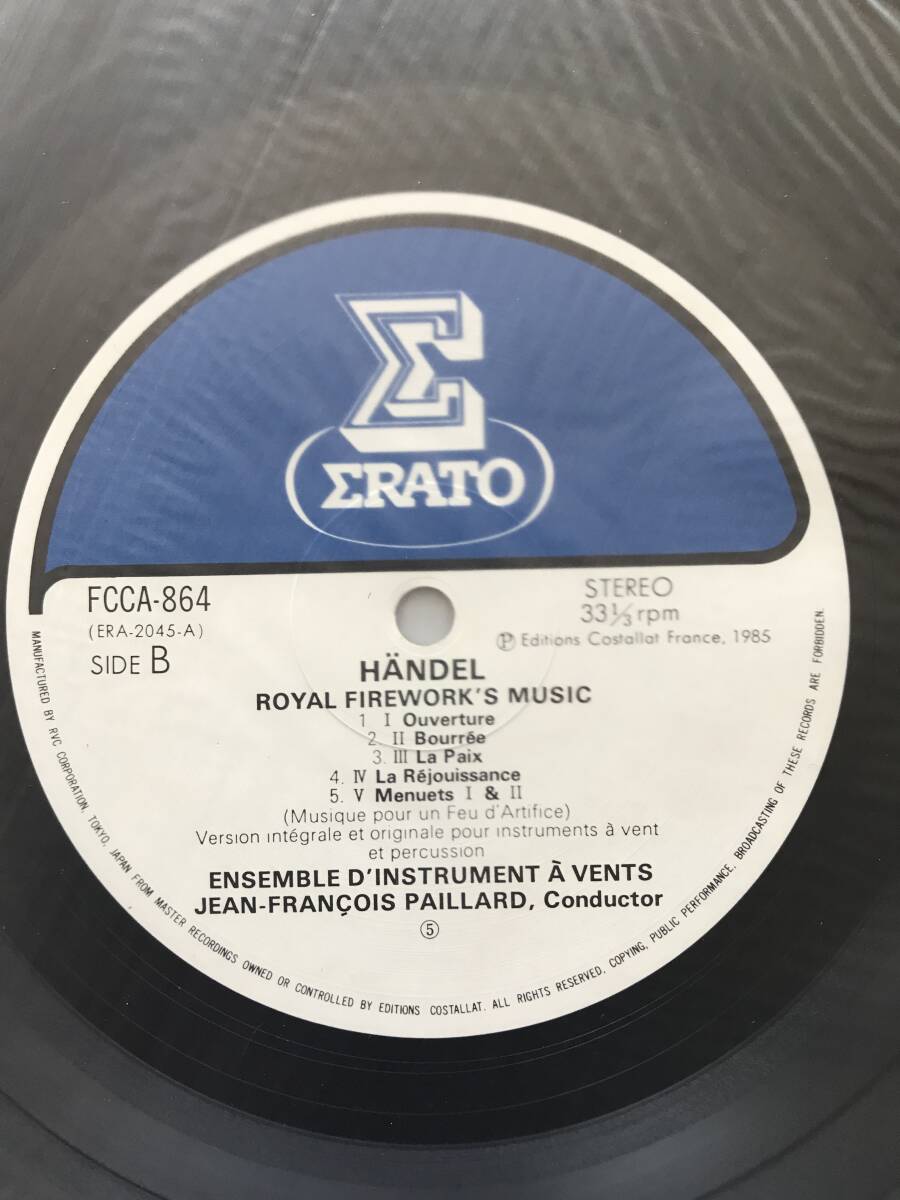 Σ
ΣRATO
FCCA-864
(ERA-2045-A)
SIDE B
STEREO
33⅓ rpm
Ⓟ Editions Costallat France, 1985
HÄNDEL
ROYAL FIREWORK'S MUSIC
1 I Ouverture
2. II Bourrée
3. III La Paix
4. IV La Réjouissance
5. V Menuets I & II
(Musique pour un Feu d'Artifice)
Version intégrale et originale pour instruments à vent
et percussion
ENSEMBLE D'INSTRUMENT À VENTS
JEAN-FRANÇOIS PAILLARD, Conductor
⑤
MANUFACTURED BY RVC CORPORATION, TOKYO, JAPAN FROM MASTER RECORDINGS OWNED OR CONTROLLED BY EDITIONS COSTALLAT. ALL RIGHTS RESERVED. COPYING, PUBLIC PERFORMANCE, BROADCASTING OF THESE RECORDS ARE FORBIDDEN.